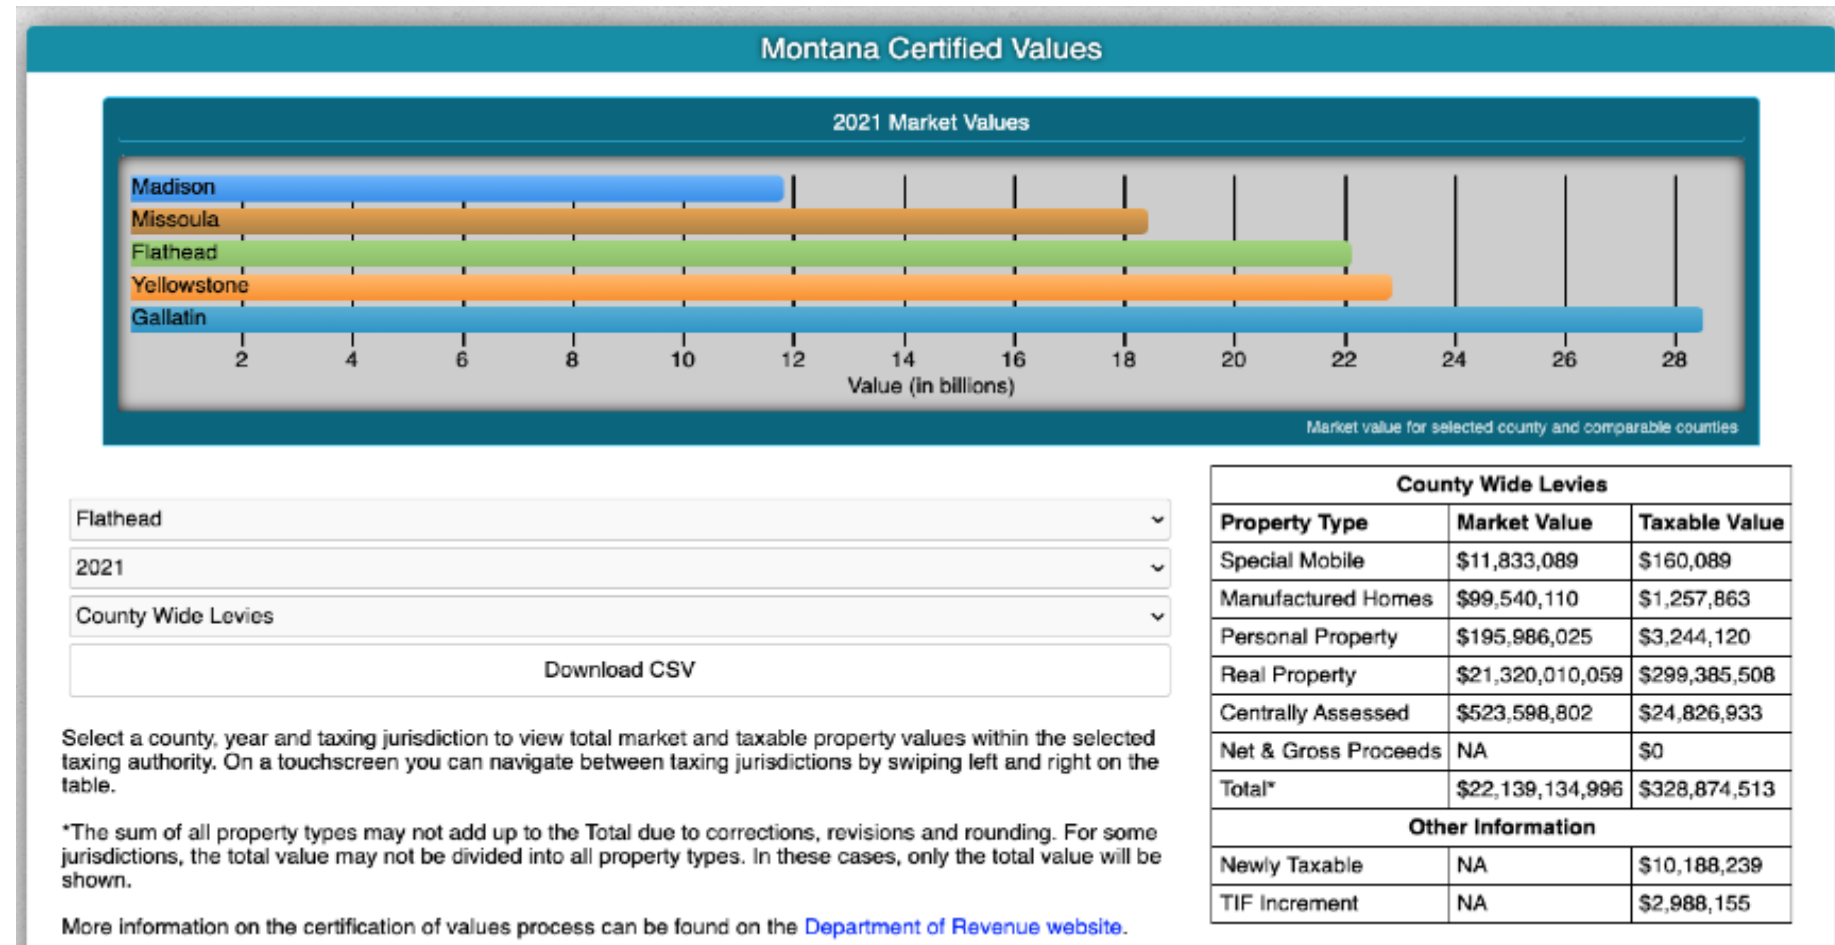 Montana Certified Values
2021 Market Values
Madison
Missoula
Flathead
Yellowstone
Gallatin
2 4 6 8 10 12 14 16 18 20 22 24 26 28
Value (in billions)
Market value for selected county and comparable counties
Flathead
2021
County Wide Levies
Download CSV
Select a county, year and taxing jurisdiction to view total market and taxable property values within the selected
taxing authority. On a touchscreen you can navigate between taxing jurisdictions by swiping left and right on the
table.
*The sum of all property types may not add up to the Total due to corrections, revisions and rounding. For some
jurisdictions, the total value may not be divided into all property types. In these cases, only the total value will be
shown.
More information on the certification of values process can be found on the Department of Revenue website.
County Wide Levies
Property Type Market Value Taxable Value
Special Mobile $11,833,089 $160,089
Manufactured Homes $99,540,110 $1,257,863
Personal Property $195,986,025 $3,244,120
Real Property $21,320,010,059 $299,385,508
Centrally Assessed $523,598,802 $24,826,933
Net & Gross Proceeds NA $0
Total* $22,139,134,996 $328,874,513
Other Information
Newly Taxable NA $10,188,239
TIF Increment NA $2,988,155